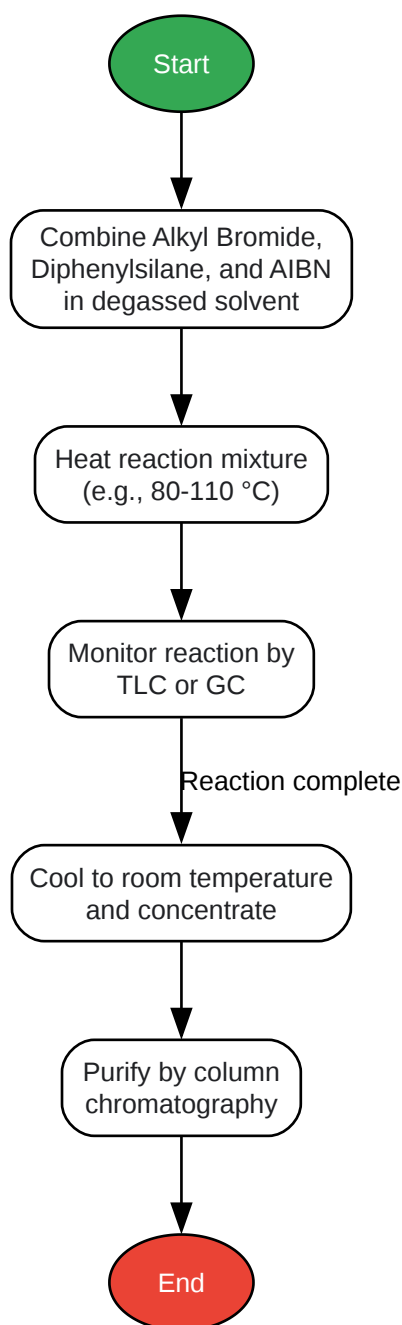 Start
Combine Alkyl Bromide,
Diphenylsilane, and AIBN
in degassed solvent
Heat reaction mixture
(e.g., 80-110 °C)
Monitor reaction by
TLC or GC
Reaction complete
Cool to room temperature
and concentrate
Purify by column
chromatography
End